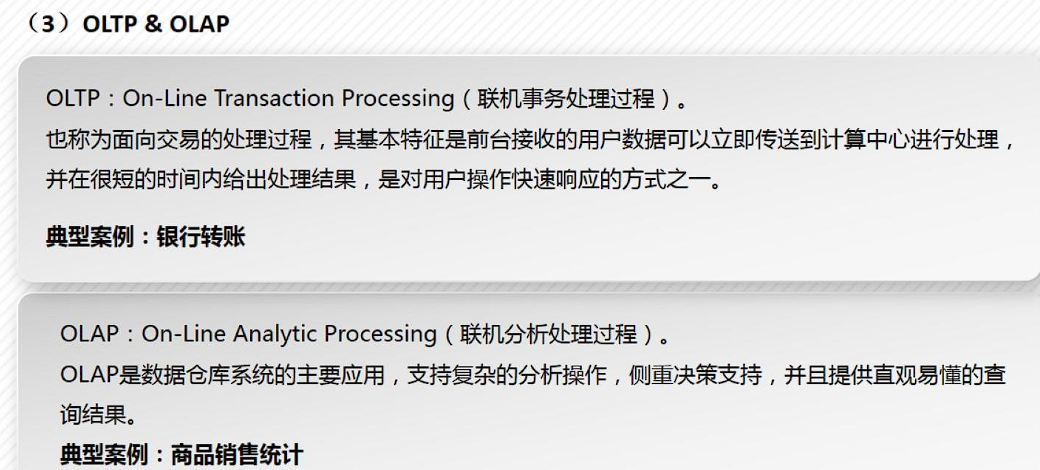 （3）OLTP & OLAP
OLTP：On-Line Transaction Processing（联机事务处理过程）。
也称为面向交易的处理过程，其基本特征是前台接收的用户数据可以立即传送到计算中心进行处理，
并在很短的时间内给出处理结果，是对用户操作快速响应的方式之一。
典型案例：银行转账
OLAP：On-Line Analytic Processing（联机分析处理过程）。
OLAP是数据仓库系统的主要应用，支持复杂的分析操作，侧重决策支持，并且提供直观易懂的查
询结果。
典型案例：商品销售统计